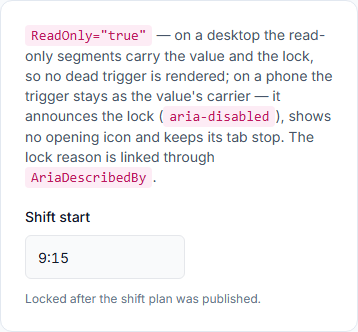 ReadOnly="true" — on a desktop the read-
only segments carry the value and the lock,
so no dead trigger is rendered; on a phone the
trigger stays as the value's carrier — it
announces the lock ( aria-disabled ), shows
no opening icon and keeps its tab stop. The
lock reason is linked through
AriaDescribedBy .
Shift start
9:15
Locked after the shift plan was published.